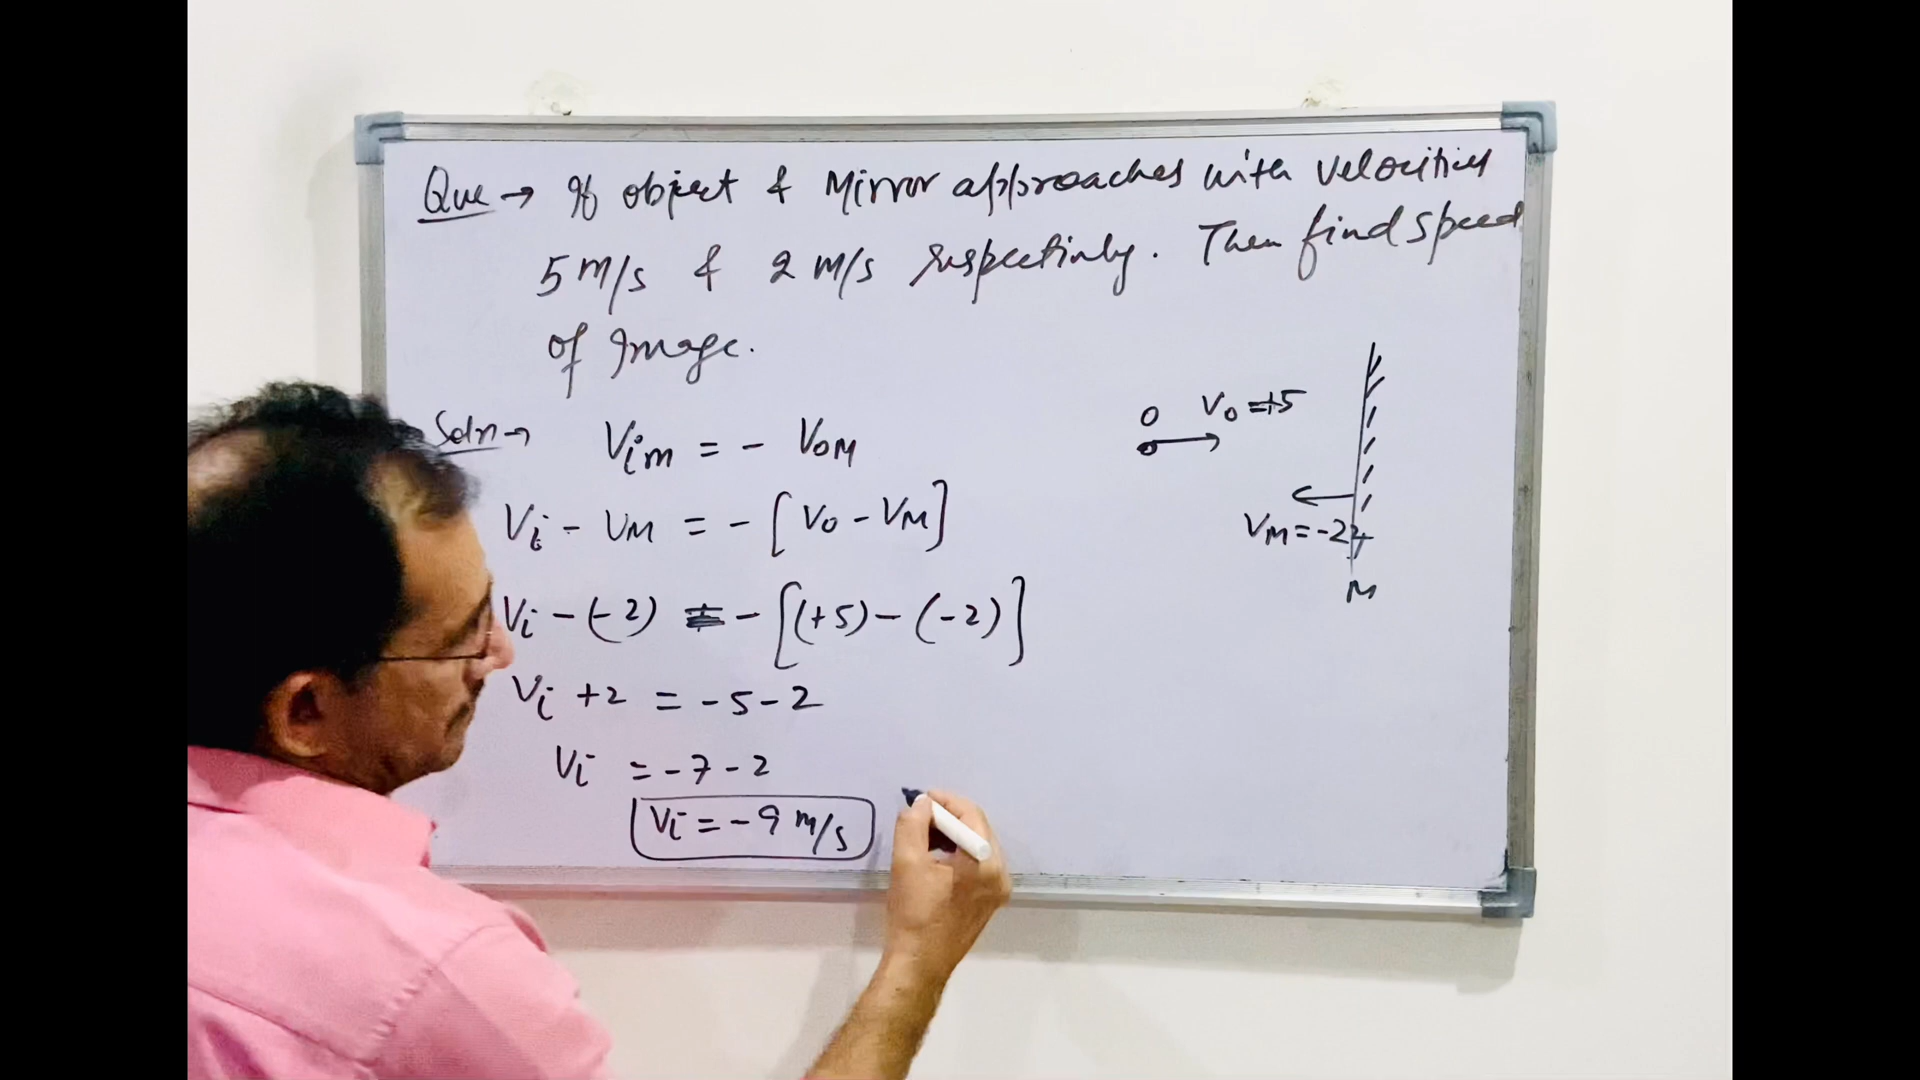 Que → If object & Mirror approaches with velocities
5 m/s & 2 m/s respectively. Then find speed
of Image.
Soln → Vim = - VOM
Vi - VM = - [VO - VM]
Vi - (-2) = - [(+5) - (-2)]
Vi + 2 = - 5 - 2
Vi = - 7 - 2
Vi = - 9 m/s
O VO = +5
VM = -2
M